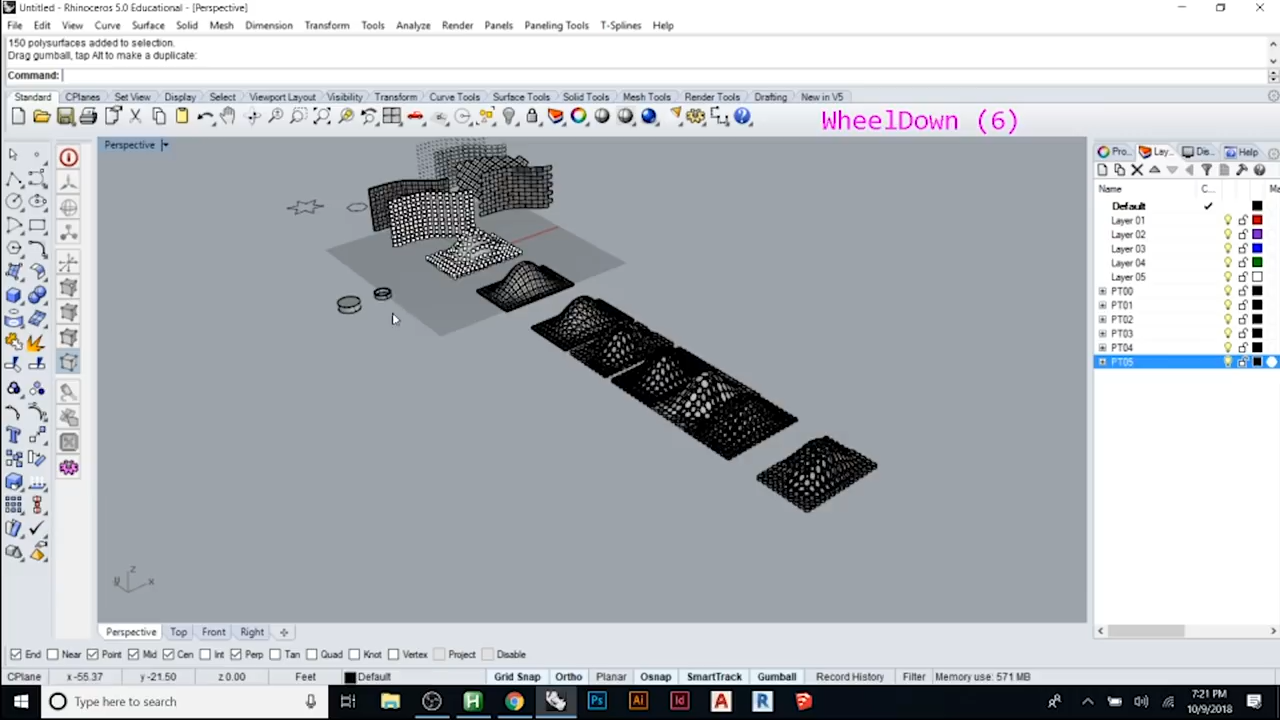 Untitled - Rhinoceros 5.0 Educational - [Perspective]
File Edit View Curve Surface Solid Mesh Dimension Transform Tools Analyze Render Panels Paneling Tools T-Splines Help
150 polysurfaces added to selection.
Drag gumball, tap Alt to make a duplicate:
Command:
Standard CPlanes Set View Display Select Viewport Layout Visibility Transform Curve Tools Surface Tools Solid Tools Mesh Tools Render Tools Drafting New in V5
WheelDown (6)
Perspective
Pro... Lay... Dis... Help
Name C... Ma
Default
Layer 01
Layer 02
Layer 03
Layer 04
Layer 05
PT00
PT01
PT02
PT03
PT04
PT05
z
x
Perspective Top Front Right
End Near Point Mid Cen Int Perp Tan Quad Knot Vertex Project Disable
CPlane x -55.37 y -21.50 z 0.00 Feet Default Grid Snap Ortho Planar Osnap SmartTrack Gumball Record History Filter Memory use: 571 MB
Type here to search
7:21 PM
10/9/2018